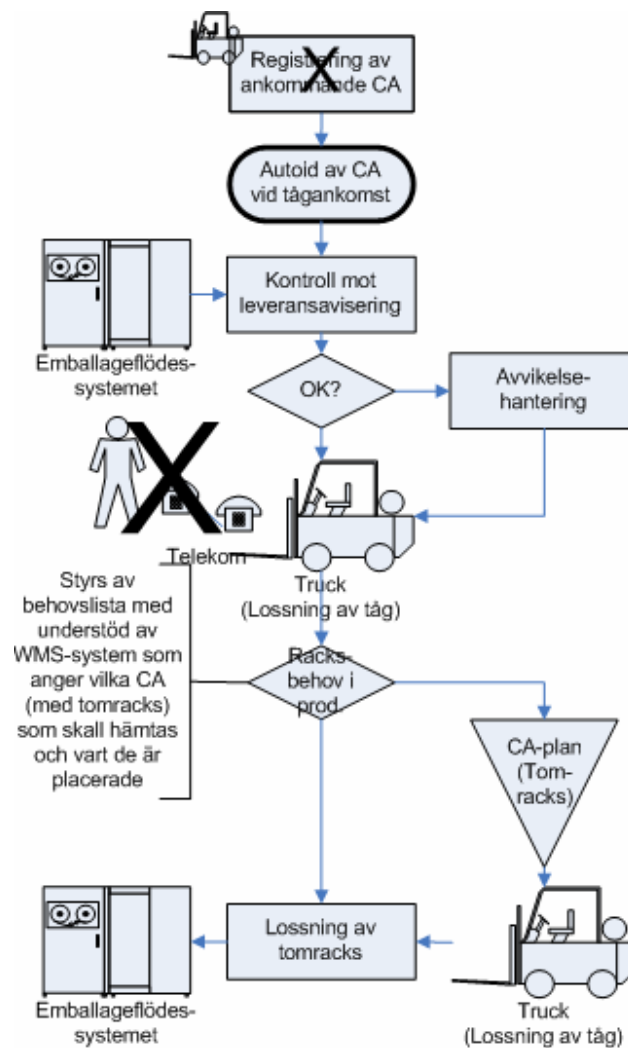 Registrering av
ankommande CA
Autoid av CA
vid tågankomst
Kontroll mot
leveransavisering
Emballageflödes-
systemet
OK?
Avvikelse-
hantering
Telekom
Truck
(Lossning av tåg)
Styrs av
behovslista med
understöd av
WMS-system som
anger vilka CA
(med tomracks)
som skall hämtas
och vart de är
placerade
Racks-
behov i
prod.
CA-plan
(Tom-
racks)
Lossning av
tomracks
Emballageflödes-
systemet
Truck
(Lossning av tåg)